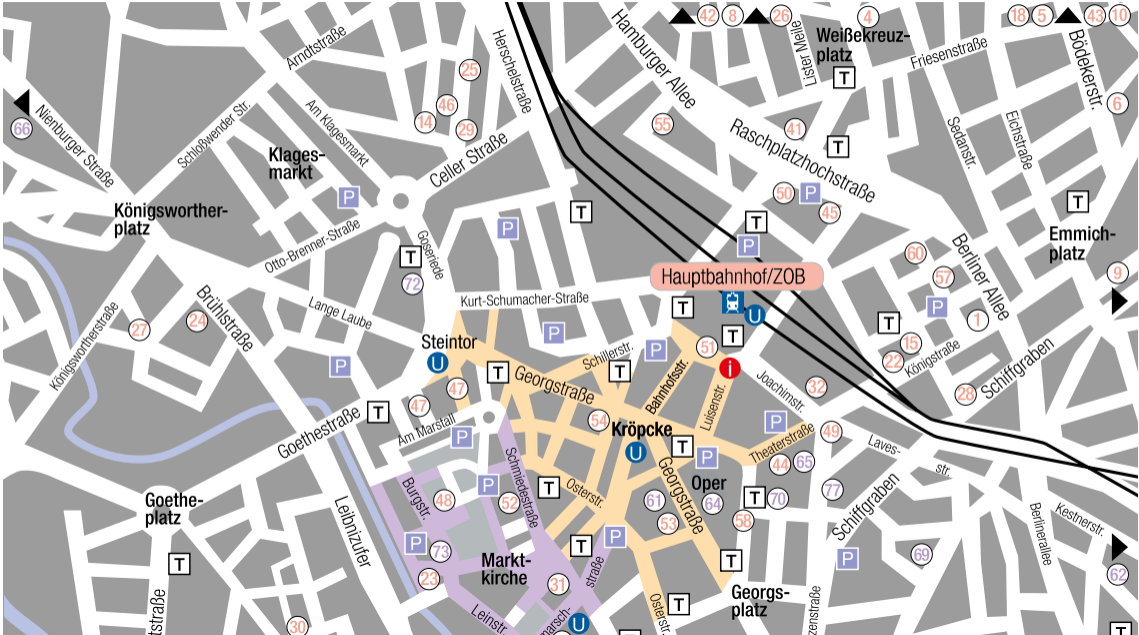 42
8
26
4
18
5
43
10
Hamburger Allee
Lister Meile
Weißekreuz-
platz
T
Friesenstraße
Bödekerstr.
Arndtstraße
Herschelstraße
25
46
14
29
66
Nienburger Straße
Schloßwender Str.
Am Klagesmarkt
Klages-
markt
P
Celler Straße
55
41
T
Raschplatzhochstraße
Sedanstr.
Eichstraße
6
50
P
45
T
Königsworther-
platz
Otto-Brenner-Straße
Goseriede
T
72
P
T
T
P
Emmich-
platz
60
57
Berliner Allee
P
9
1
Hauptbahnhof/ZOB
U
T
T
Kurt-Schumacher-Straße
Lange Laube
Brühlstraße
24
27
Königswortherstraße
P
Steintor
U
P
Schillerstr.
P
51
i
T
15
22
Königstraße
Schiffgraben
28
32
Joachimstr.
T
Georgstraße
T
Bahnhofsstr.
Luisenstr.
47
47
T
Goethestraße
Am Marstall
P
54
Kröpcke
U
T
P
P
Theaterstraße
49
44
65
Laves-
str.
Schmiedestraße
P
52
48
Burgstr.
T
Osterstr.
Georgstraße
Oper
61
64
53
58
T
70
77
Schiffgraben
P
69
Berlinerallee
Kestnerstr.
62
Goethe-
platz
T
Leibnizufer
P
73
23
Markt-
kirche
T
P
31
straße
marsch-
U
Leinstr.
Osterstr.
T
T
Georgs-
platz
zenstraße
tstraße
30
T